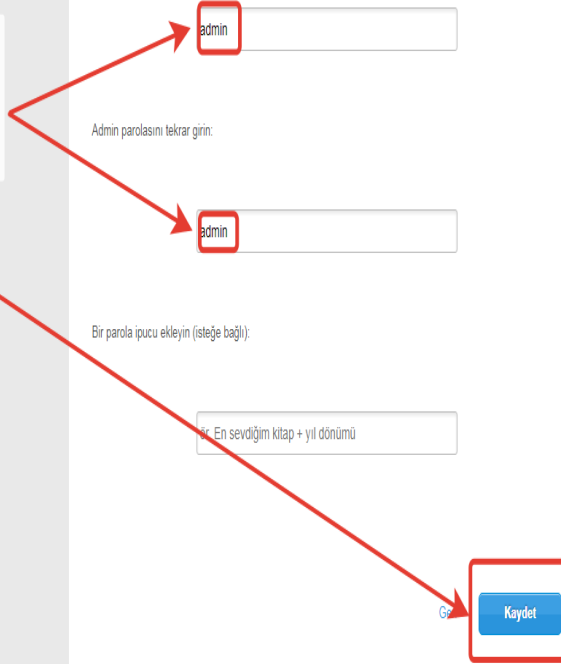 admin
Admin parolasını tekrar girin:
admin
Bir parola ipucu ekleyin (isteğe bağlı):
ör. En sevdiğim kitap + yıl dönümü
Kaydet